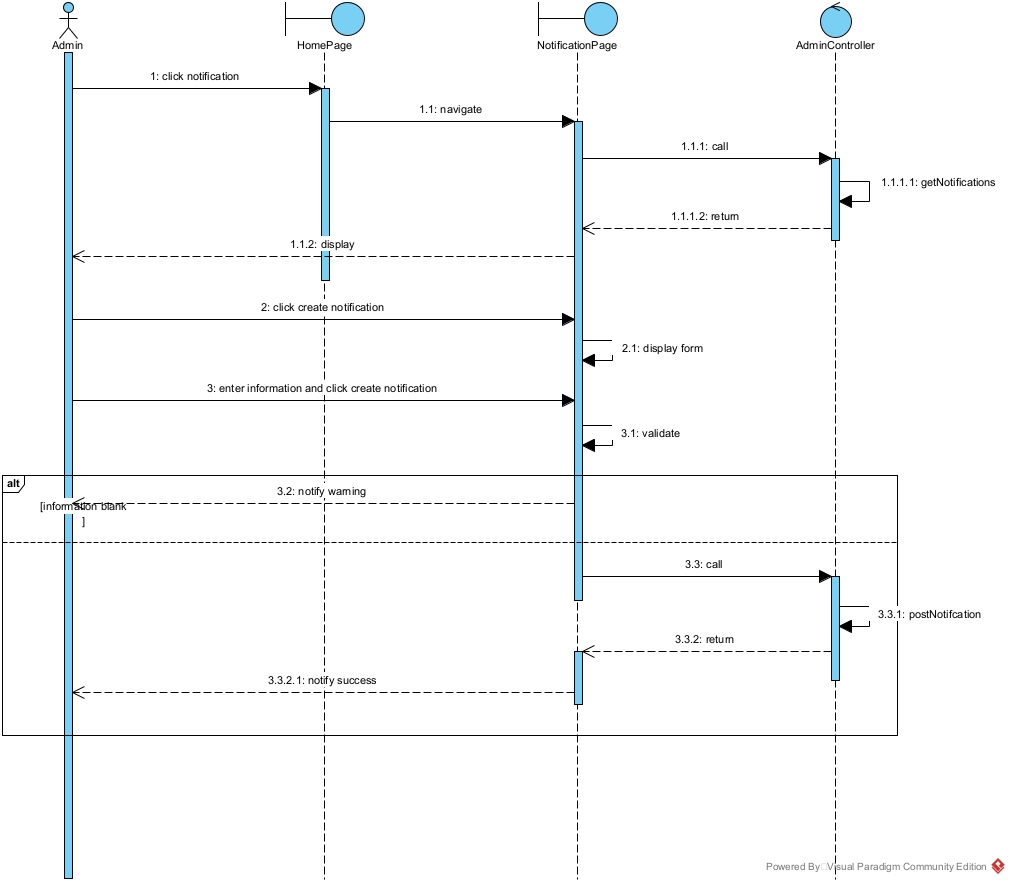 Admin
HomePage
NotificationPage
AdminController
1: click notification
1.1: navigate
1.1.1: call
1.1.1.1: getNotifications
1.1.1.2: return
1.1.2: display
2: click create notification
2.1: display form
3: enter information and click create notification
3.1: validate
alt
3.2: notify warning
[information blank
]
3.3: call
3.3.1: postNotifcation
3.3.2: return
3.3.2.1: notify success
Powered By Visual Paradigm Community Edition